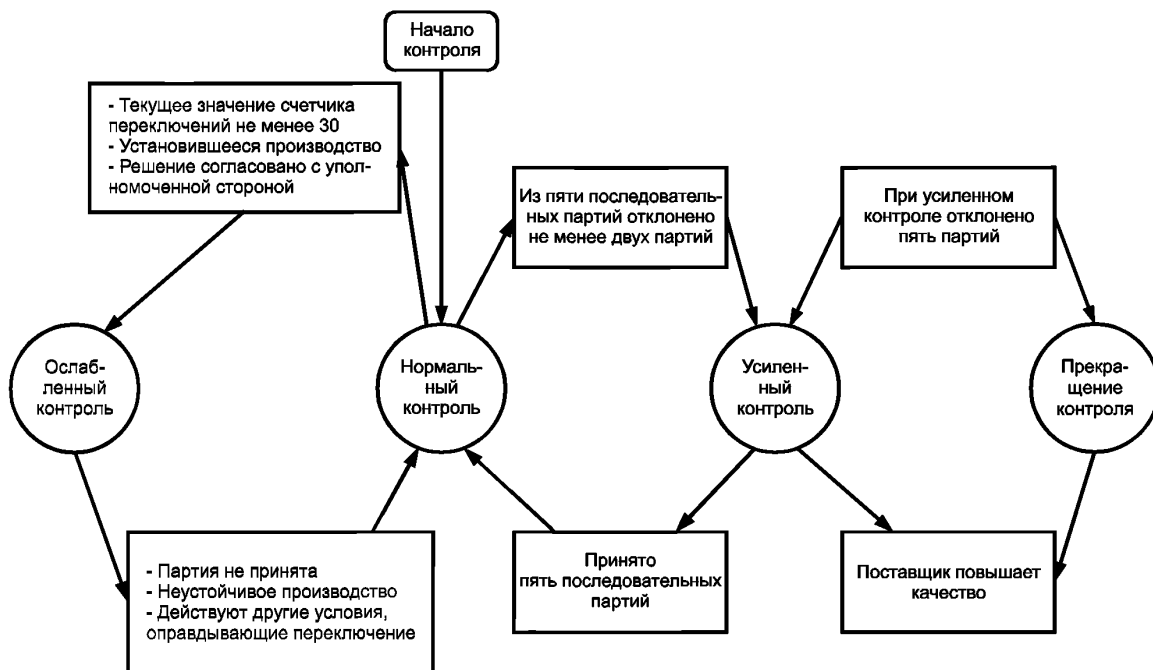 Начало
контроля
- Текущее значение счетчика
переключений не менее 30
- Установившееся производство
- Решение согласовано с упол-
номоченной стороной
Из пяти последователь-
ных партий отклонено
не менее двух партий
При усиленном
контроле отклонено
пять партий
Ослаб-
ленный
контроль
Нормаль-
ный
контроль
Усилен-
ный
контроль
Прекра-
щение
контроля
- Партия не принята
- Неустойчивое производство
- Действуют другие условия,
оправдывающие переключение
Принято
пять последовательных
партий
Поставщик повышает
качество